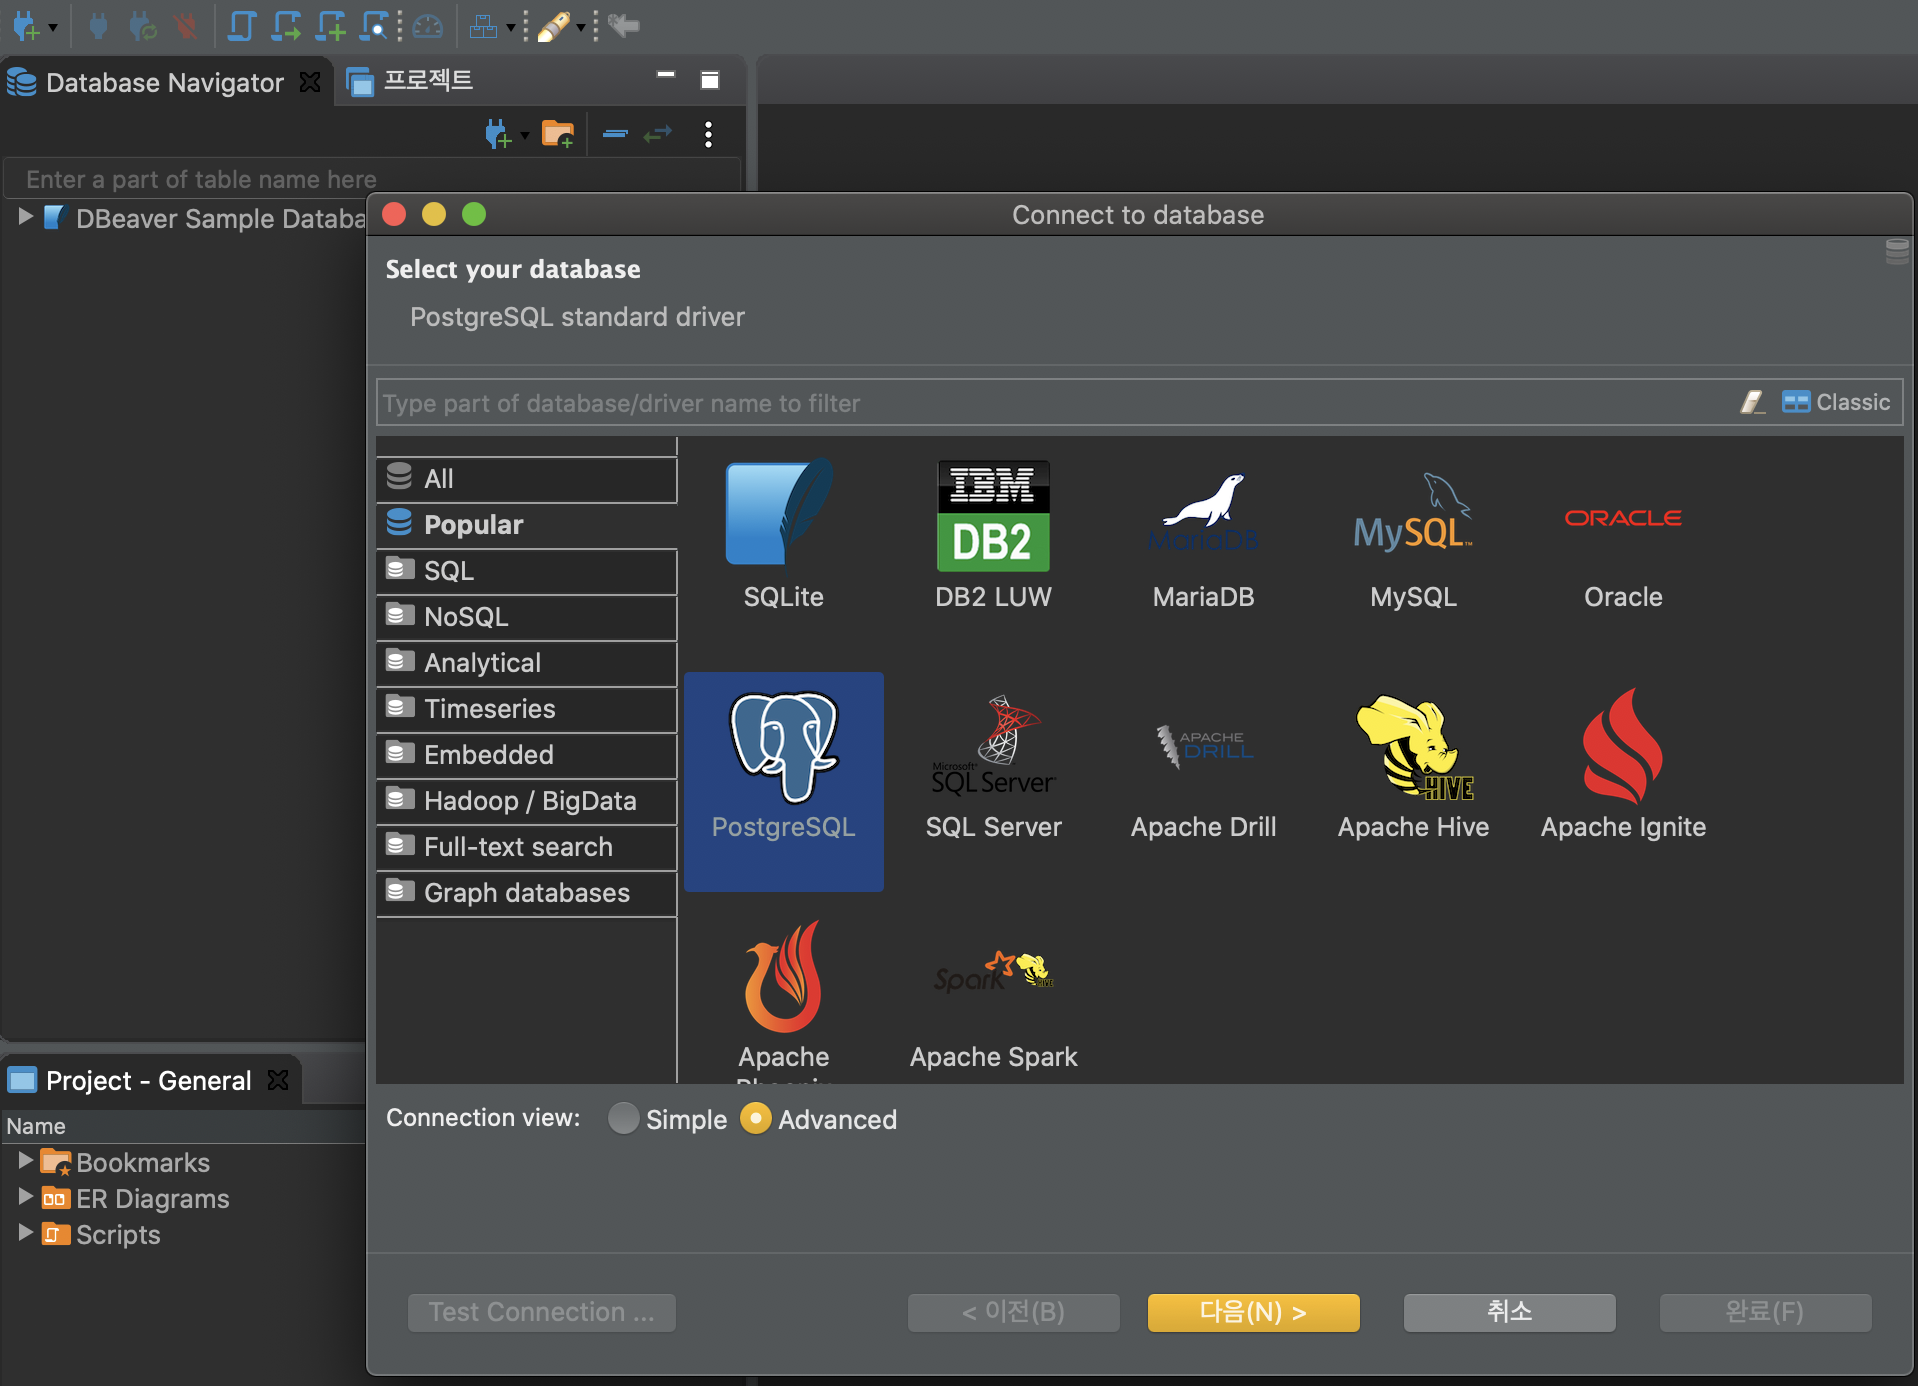 Database Navigator
프로젝트
Enter a part of table name here
DBeaver Sample Databa
Connect to database
Select your database
PostgreSQL standard driver
Type part of database/driver name to filter
Classic
All
Popular
SQL
NoSQL
Analytical
Timeseries
Embedded
Hadoop / BigData
Full-text search
Graph databases
SQLite
IBM
DB2
DB2 LUW
MariaDB
MariaDB
MySQL™
MySQL
ORACLE
Oracle
PostgreSQL
Microsoft®
SQL Server
SQL Server
APACHE
DRILL
Apache Drill
HIVE
Apache Hive
Apache Ignite
Apache
Phoenix
Spark
HIVE
Apache Spark
Connection view:
Simple
Advanced
Project - General
Name
Bookmarks
ER Diagrams
Scripts
Test Connection ...
< 이전(B)
다음(N) >
취소
완료(F)